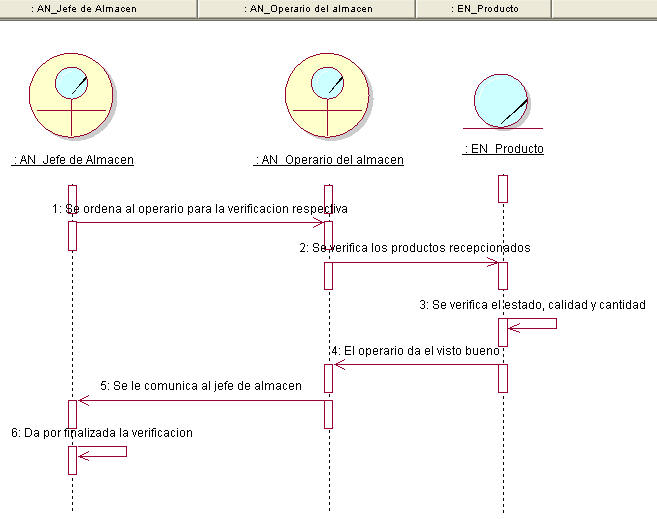 : AN_Jefe de Almacen
: AN_Operario del almacen
: EN_Producto
: AN_Jefe de Almacen
: AN_Operario del almacen
: EN_Producto
1: Se ordena al operario para la verificacion respectiva
2: Se verifica los productos recepcionados
3: Se verifica el estado, calidad y cantidad
4: El operario da el visto bueno
5: Se le comunica al jefe de almacen
6: Da por finalizada la verificacion